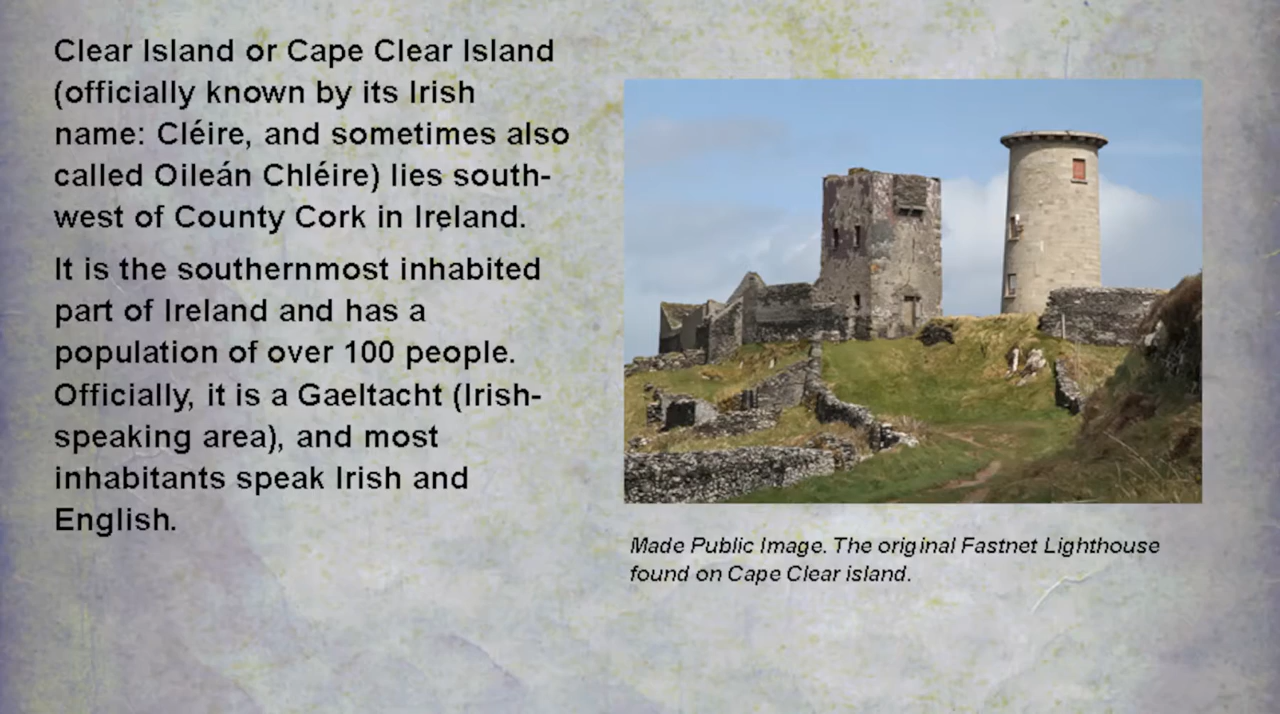 Clear Island or Cape Clear Island
(officially known by its Irish
name: Cléire, and sometimes also
called Oileán Chléire) lies south-
west of County Cork in Ireland.
It is the southernmost inhabited
part of Ireland and has a
population of over 100 people.
Officially, it is a Gaeltacht (Irish-
speaking area), and most
inhabitants speak Irish and
English.
Made Public Image. The original Fastnet Lighthouse
found on Cape Clear island.